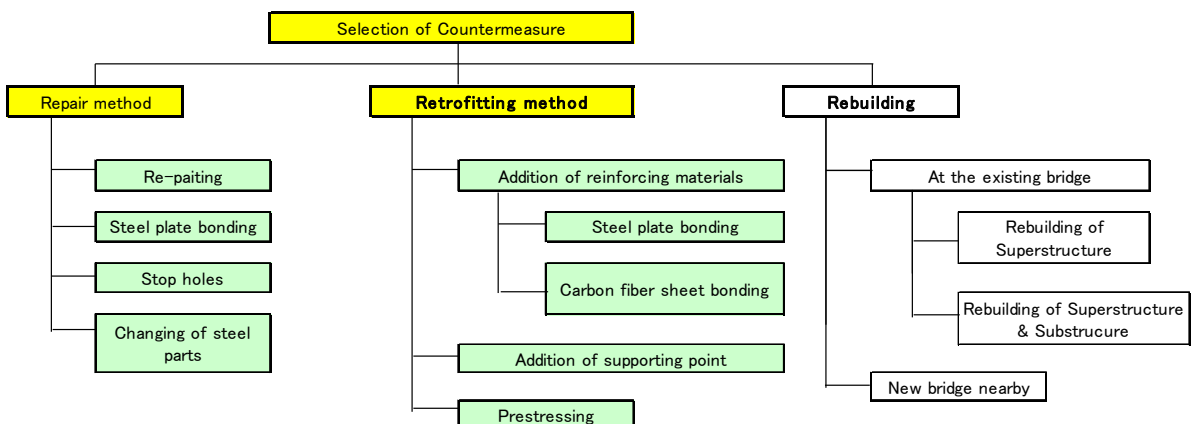 Selection of Countermeasure
Repair method
Retrofitting method
Rebuilding
Re-paiting
Steel plate bonding
Stop holes
Changing of steel
parts
Addition of reinforcing materials
Steel plate bonding
Carbon fiber sheet bonding
Addition of supporting point
Prestressing
At the existing bridge
Rebuilding of
Superstructure
Rebuilding of Superstructure
& Substrucure
New bridge nearby